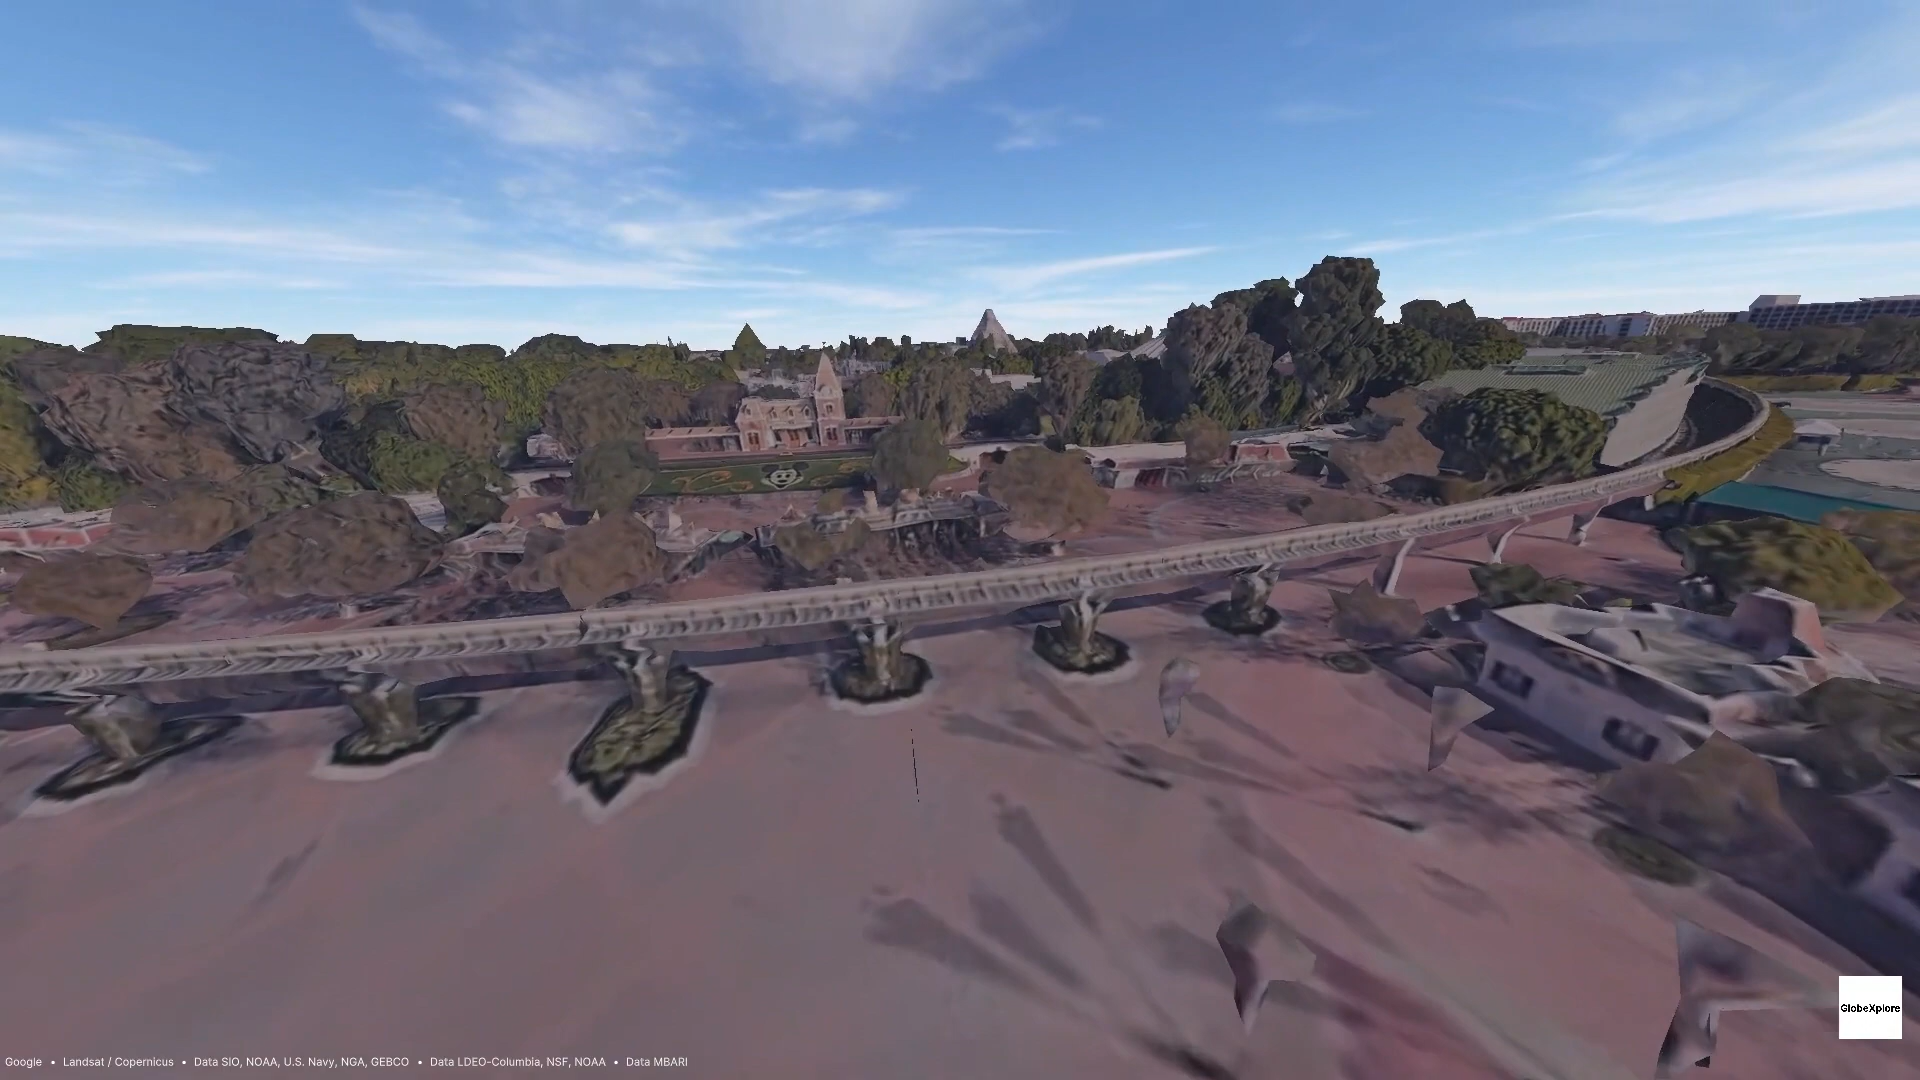 GlobeXplore
Google • Landsat / Copernicus • Data SIO, NOAA, U.S. Navy, NGA, GEBCO • Data LDEO-Columbia, NSF, NOAA • Data MBARI